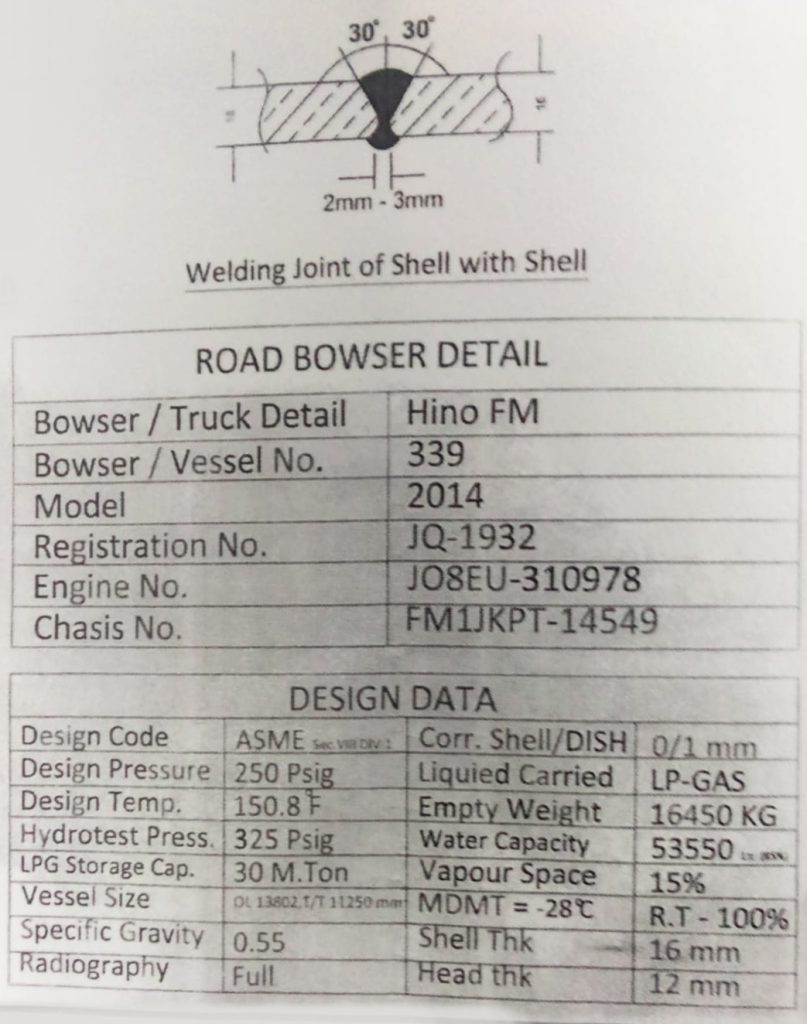 30° 30°
16
2mm - 3mm
Welding Joint of Shell with Shell
ROAD BOWSER DETAIL
Bowser / Truck Detail Hino FM
Bowser / Vessel No. 339
Model 2014
Registration No. JQ-1932
Engine No. JO8EU-310978
Chasis No. FM1JKPT-14549
DESIGN DATA
Design Code ASME Sec. VIII DIV. 1 Corr. Shell/DISH 0/1 mm
Design Pressure 250 Psig Liquied Carried LP-GAS
Design Temp. 150.8°F Empty Weight 16450 KG
Hydrotest Press. 325 Psig Water Capacity 53550
LPG Storage Cap. 30 M.Ton Vapour Space 15%
Vessel Size OL 13802,T/T 11250 mm MDMT = -28℃ R.T - 100%
Specific Gravity 0.55 Shell Thk 16 mm
Radiography Full Head thk 12 mm